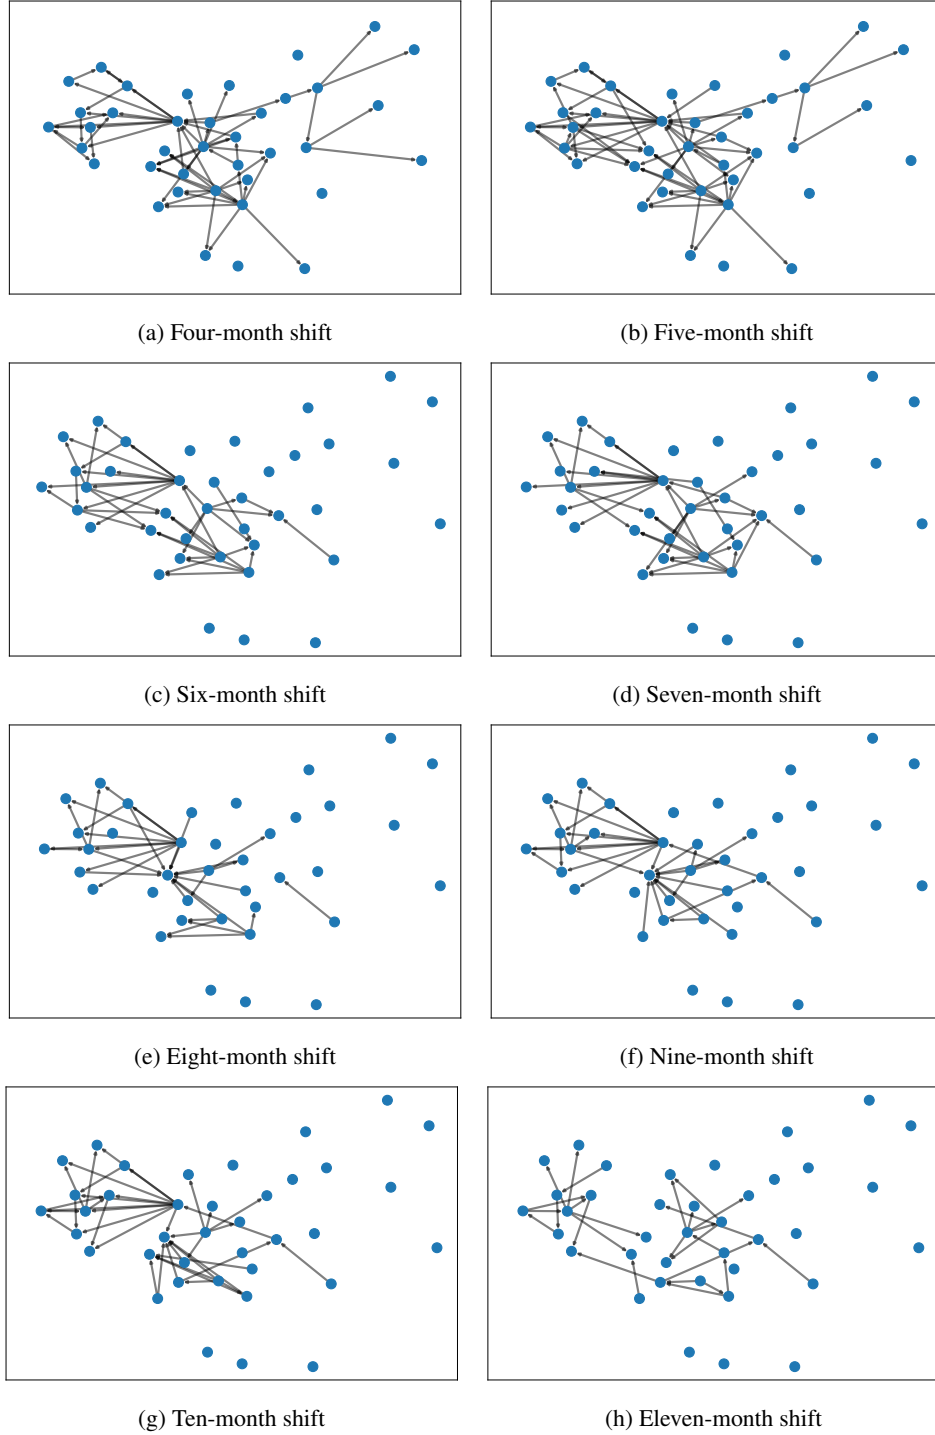 (a) Four-month shift
(b) Five-month shift
(c) Six-month shift
(d) Seven-month shift
(e) Eight-month shift
(f) Nine-month shift
(g) Ten-month shift
(h) Eleven-month shift